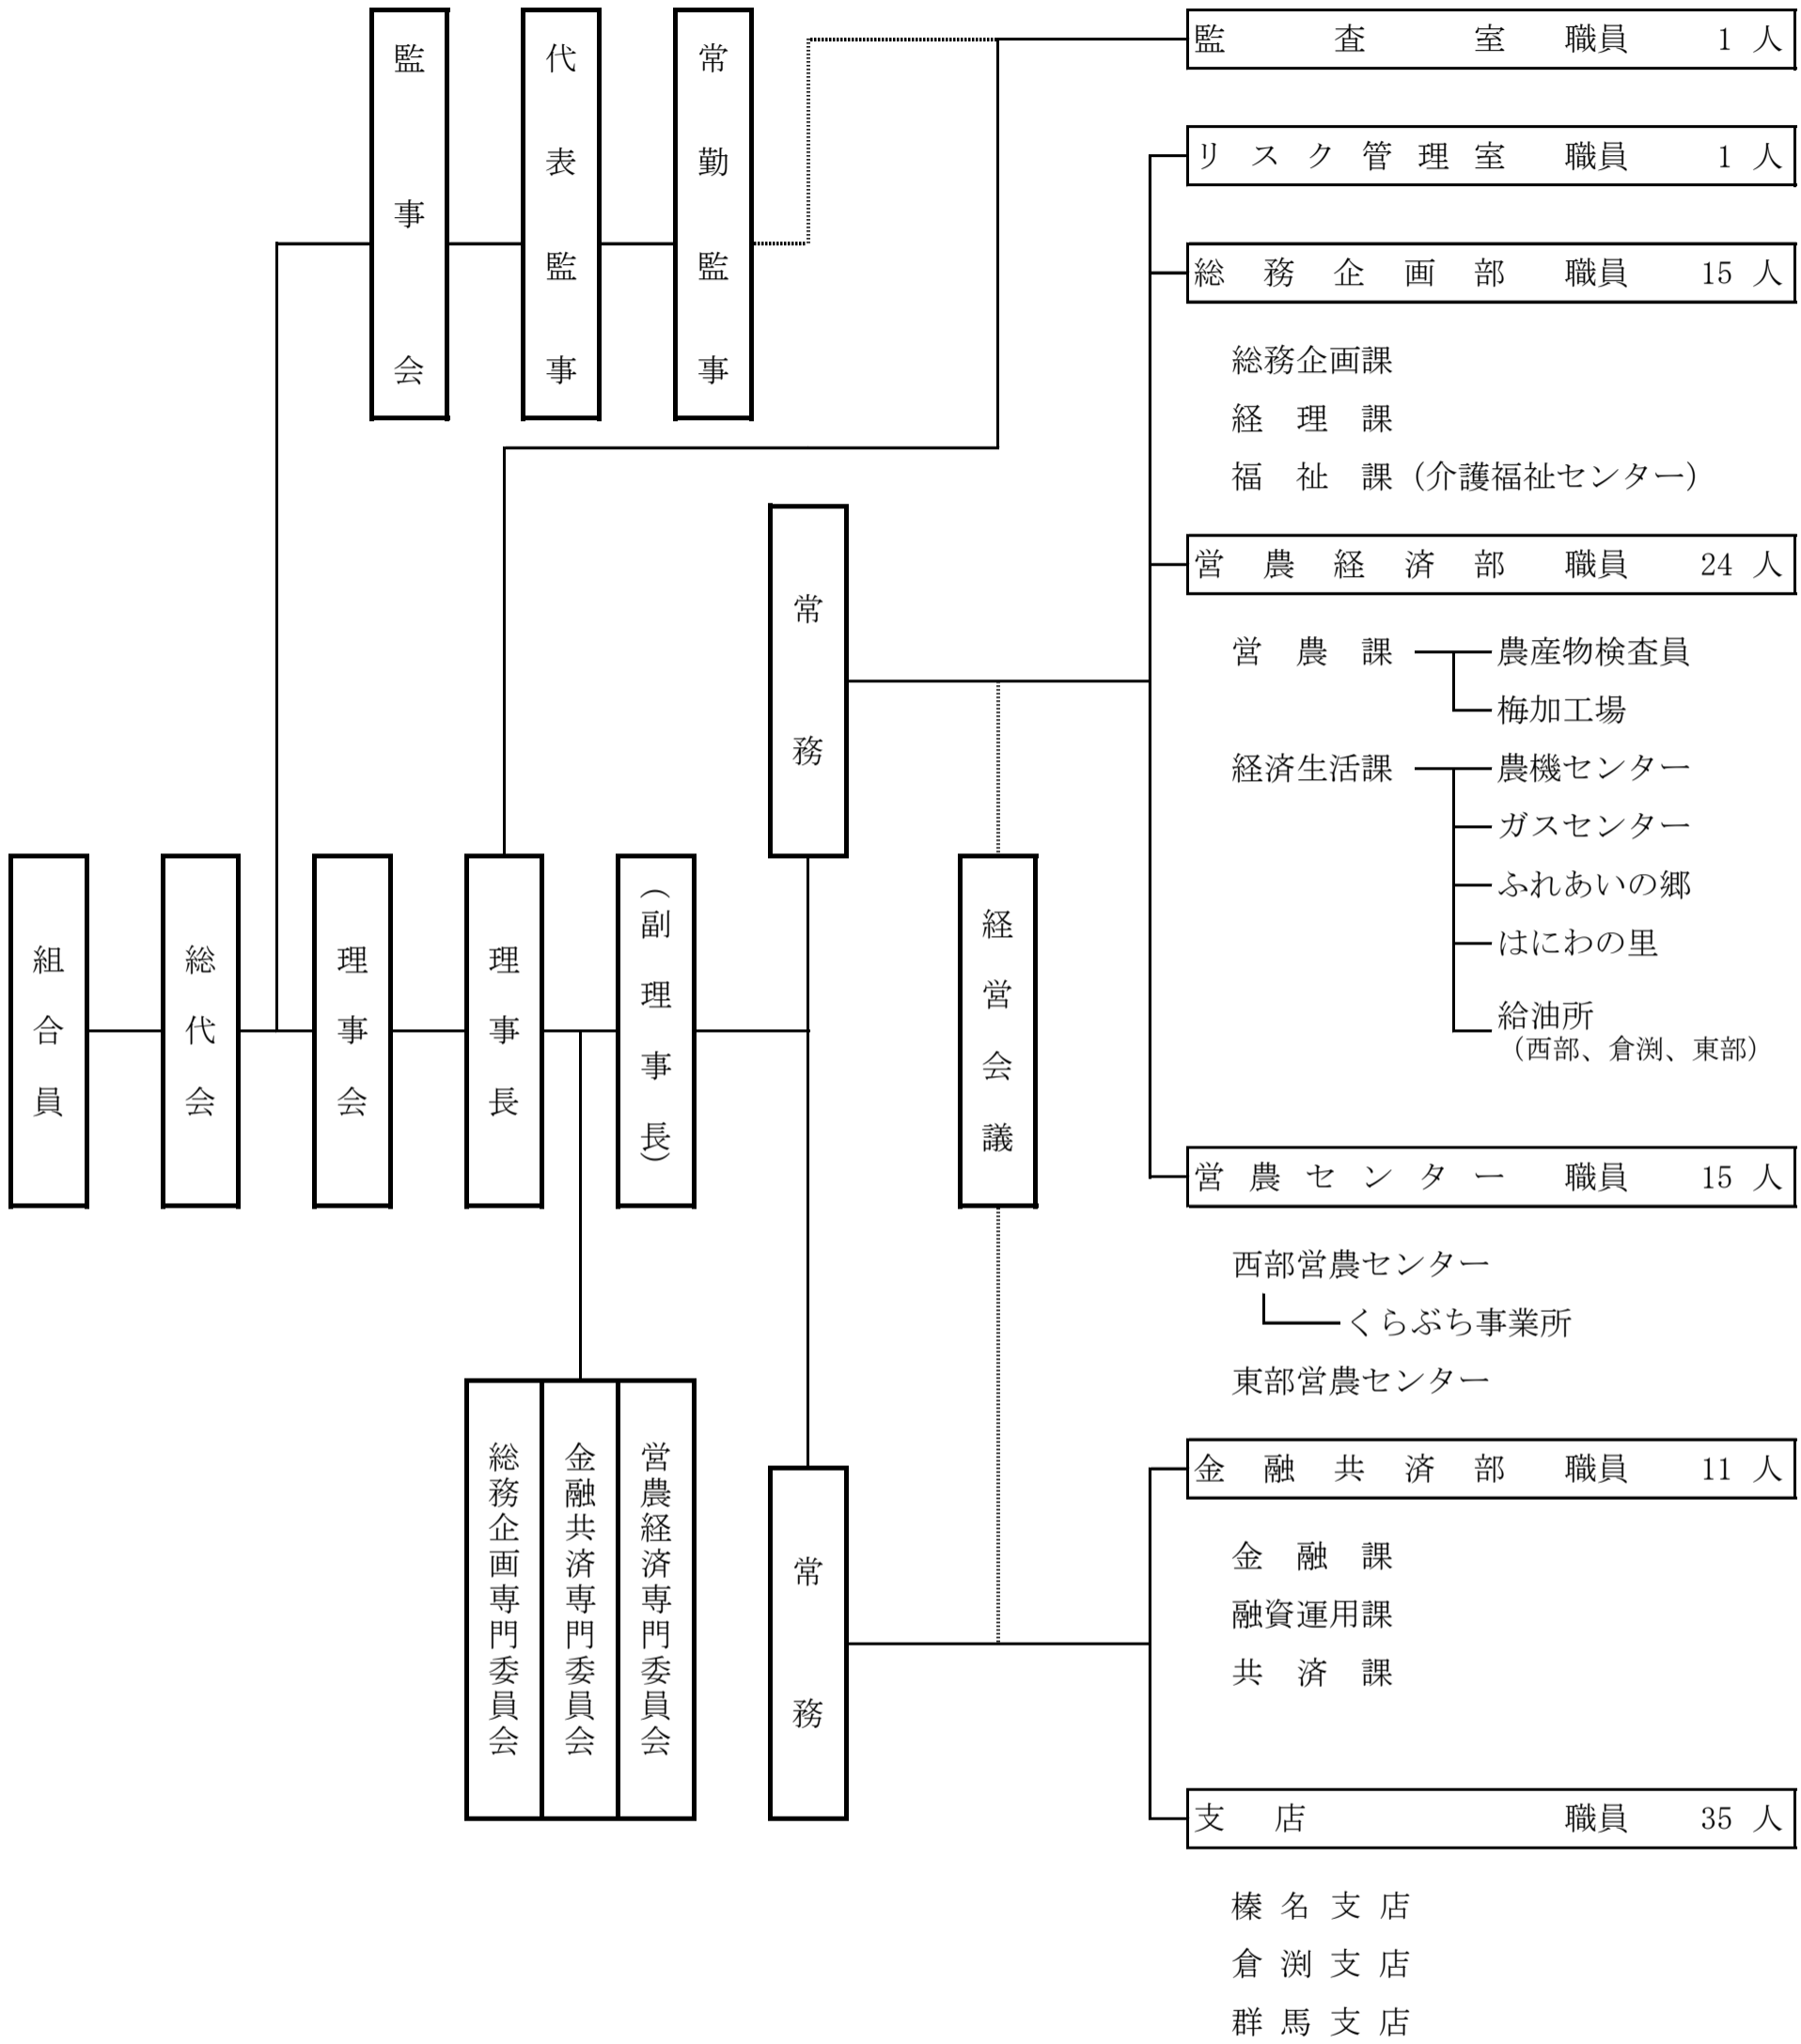 監事会
代表監事
常勤監事
監査室 職員 1 人
リスク管理室 職員 1 人
総務企画部 職員 15 人
総務企画課
経理課
福祉課（介護福祉センター）
営農経済部 職員 24 人
営農課 農産物検査員
梅加工場
経済生活課 農機センター
ガスセンター
ふれあいの郷
はにわの里
給油所
（西部、倉渕、東部）
常務
組合員
総代会
理事会
理事長
（副理事長）
経営会議
営農センター 職員 15 人
西部営農センター
くらぶち事業所
東部営農センター
総務企画専門委員会
金融共済専門委員会
営農経済専門委員会
常務
金融共済部 職員 11 人
金融課
融資運用課
共済課
支店 職員 35 人
榛名支店
倉渕支店
群馬支店